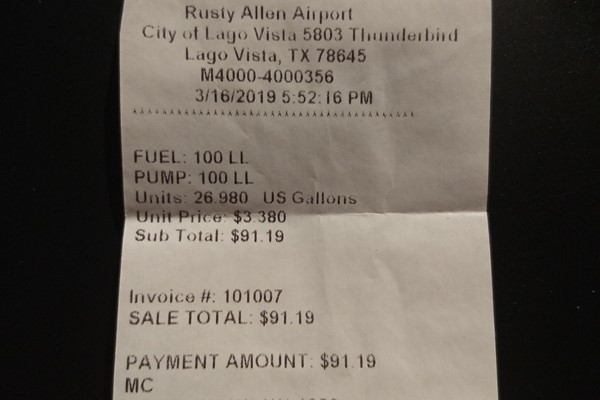 Rusty Allen Airport
City of Lago Vista 5803 Thunderbird
Lago Vista, TX 78645
M4000-4000356
3/16/2019 5:52:16 PM
FUEL: 100 LL
PUMP: 100 LL
Units: 26.980 US Gallons
Unit Price: $3.380
Sub Total: $91.19
Invoice #: 101007
SALE TOTAL: $91.19
PAYMENT AMOUNT: $91.19
MC